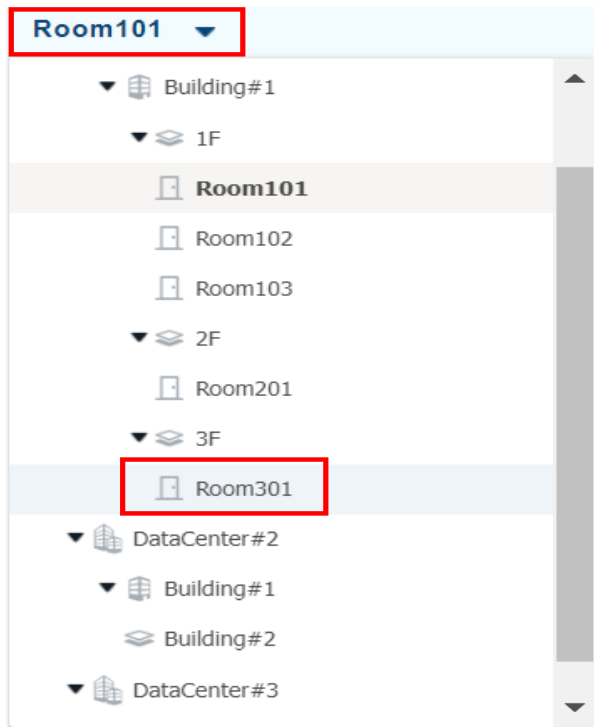 Room101
Building#1
1F
Room101
Room102
Room103
2F
Room201
3F
Room301
DataCenter#2
Building#1
Building#2
DataCenter#3